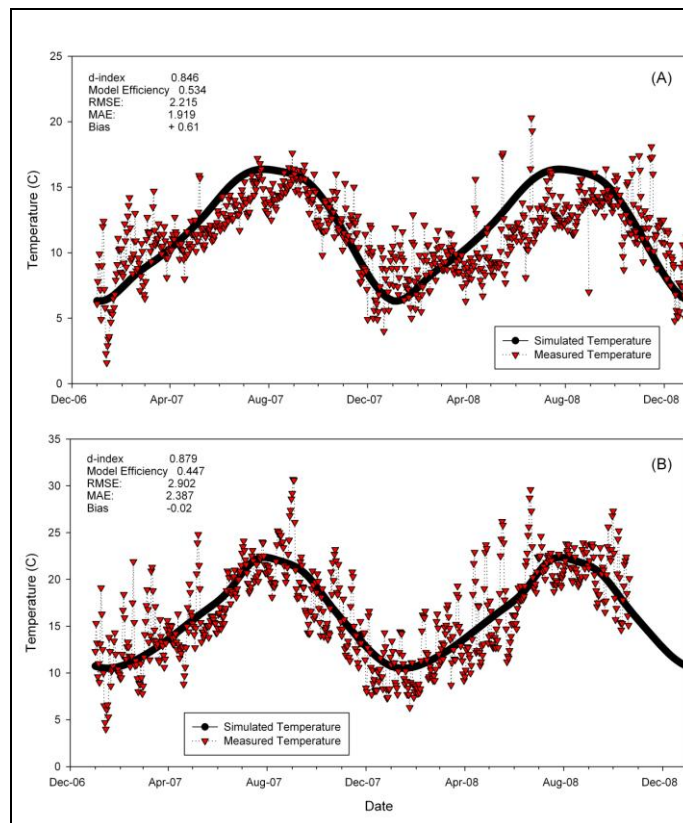 25
20
15
10
5
0
Temperature (C)
d-index 0.846
Model Efficiency 0.534
RMSE: 2.215
MAE: 1.919
Bias + 0.61
(A)
Simulated Temperature
Measured Temperature
Dec-06 Apr-07 Aug-07 Dec-07 Apr-08 Aug-08 Dec-08
35
30
25
20
15
10
5
0
Temperature (C)
d-index 0.879
Model Efficiency 0.447
RMSE: 2.902
MAE: 2.387
Bias -0.02
(B)
Simulated Temperature
Measured Temperature
Dec-06 Apr-07 Aug-07 Dec-07 Apr-08 Aug-08 Dec-08
Date